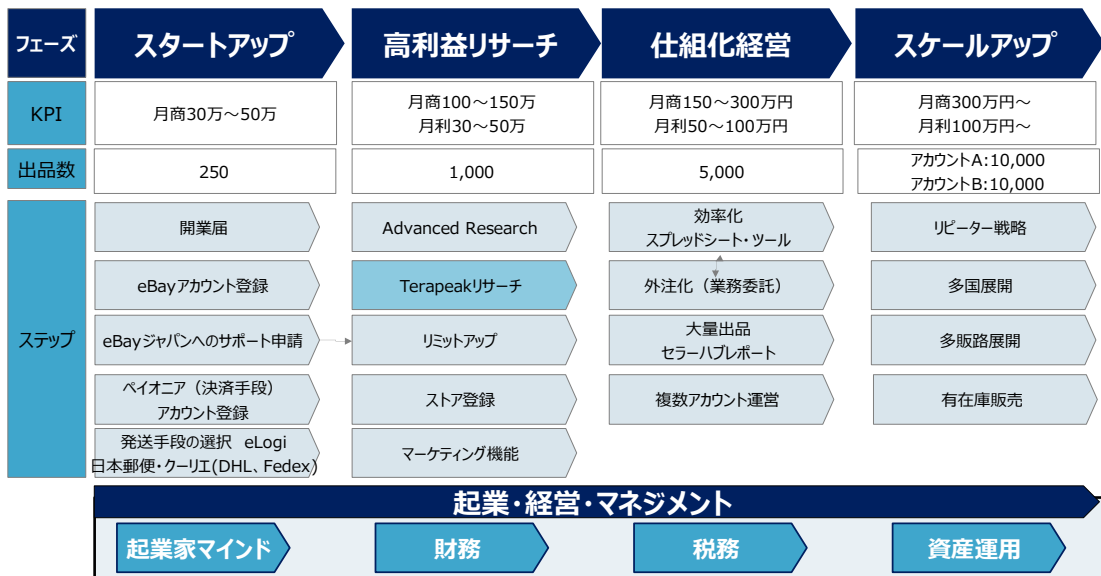 フェーズ
スタートアップ
高利益リサーチ
仕組化経営
スケールアップ
KPI
月商30万～50万
月商100～150万
月利30～50万
月商150～300万円
月利50～100万円
月商300万円～
月利100万円～
出品数
250
1,000
5,000
アカウントA:10,000
アカウントB:10,000
ステップ
開業届
Advanced Research
効率化
スプレッドシート・ツール
リピーター戦略
eBayアカウント登録
Terapeakリサーチ
外注化（業務委託）
多国展開
eBayジャパンへのサポート申請
リミットアップ
大量出品
セラーハブレポート
多販路展開
ペイオニア（決済手段）
アカウント登録
ストア登録
複数アカウント運営
有在庫販売
発送手段の選択 eLogi
日本郵便・クーリエ(DHL、Fedex)
マーケティング機能
起業・経営・マネジメント
起業家マインド
財務
税務
資産運用